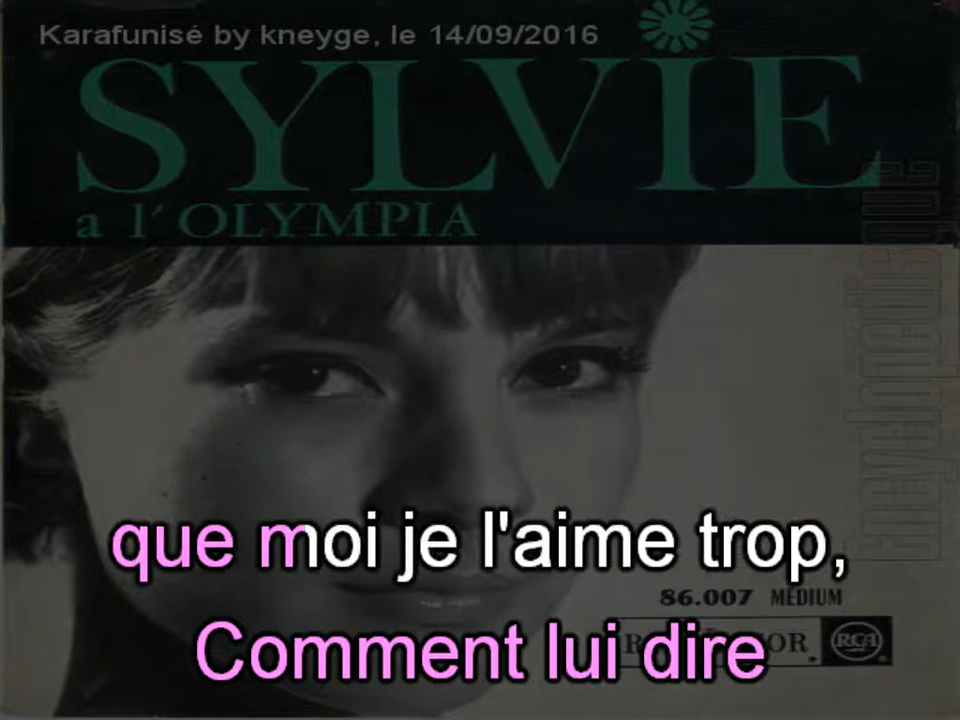 Karafunisé by kneyge, le 14/09/2016
SYLVIE
a l'OLYMPIA
Encyclopédisque
que moi je l'aime trop,
86.007 MEDIUM
Comment lui dire
RCA